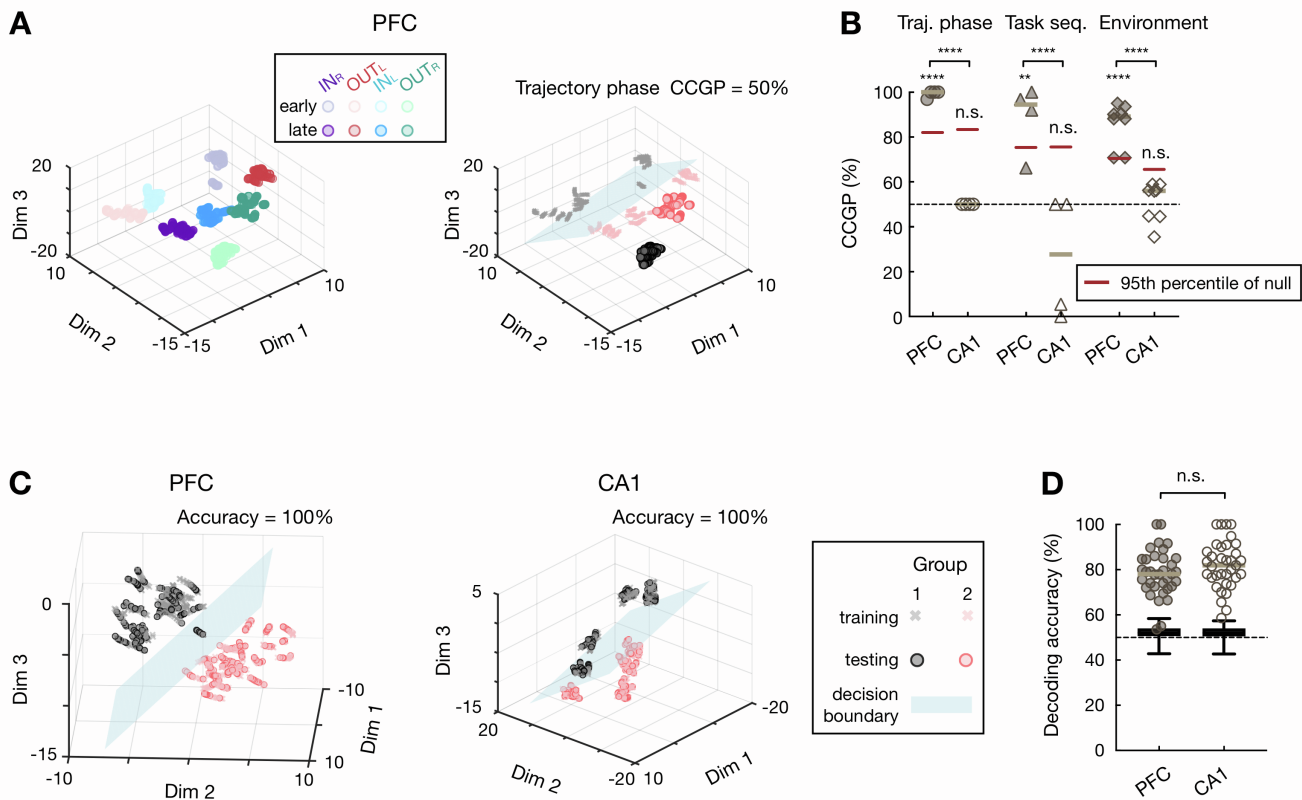 A
PFC
INR OUTL INL OUTR
early
late
20
Dim 3
-20
10
Dim 2
-15 -15
Dim 1
10
Trajectory phase CCGP = 50%
20
Dim 3
-20
10
Dim 2
-15 -15
Dim 1
10
B
Traj. phase Task seq. Environment
**** **** ****
**** ** ****
n.s. n.s. n.s.
CCGP (%)
100
80
60
40
20
0
95th percentile of null
PFC CA1 PFC CA1 PFC CA1
C
PFC
Accuracy = 100%
0
Dim 3
-15
-10
Dim 2
10
10
Dim 1
-10
CA1
Accuracy = 100%
5
Dim 3
-15
20
Dim 2
-20 10
Dim 1
-20
Group
1 2
training
testing
decision
boundary
D
n.s.
Decoding accuracy (%)
100
80
60
40
20
0
PFC CA1